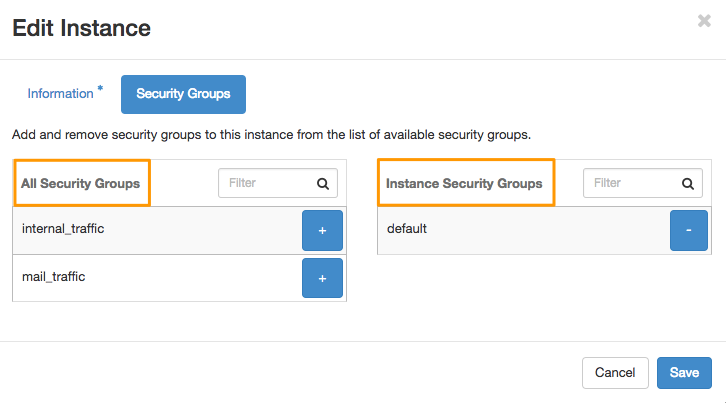 Edit Instance
×
Information *
Security Groups
Add and remove security groups to this instance from the list of available security groups.
All Security Groups
Filter
Instance Security Groups
Filter
internal_traffic
+
default
-
mail_traffic
+
Cancel
Save